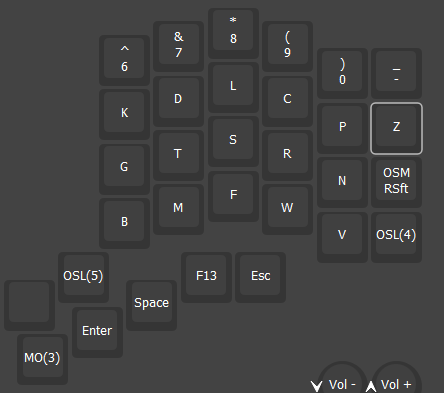 ^
6
&
7
*
8
(
9
)
0
_
-
K
D
L
C
P
Z
G
T
S
R
N
OSM
RSft
B
M
F
W
V
OSL(4)
OSL(5)
F13
Esc
Space
Enter
MO(3)
Vol -
Vol +